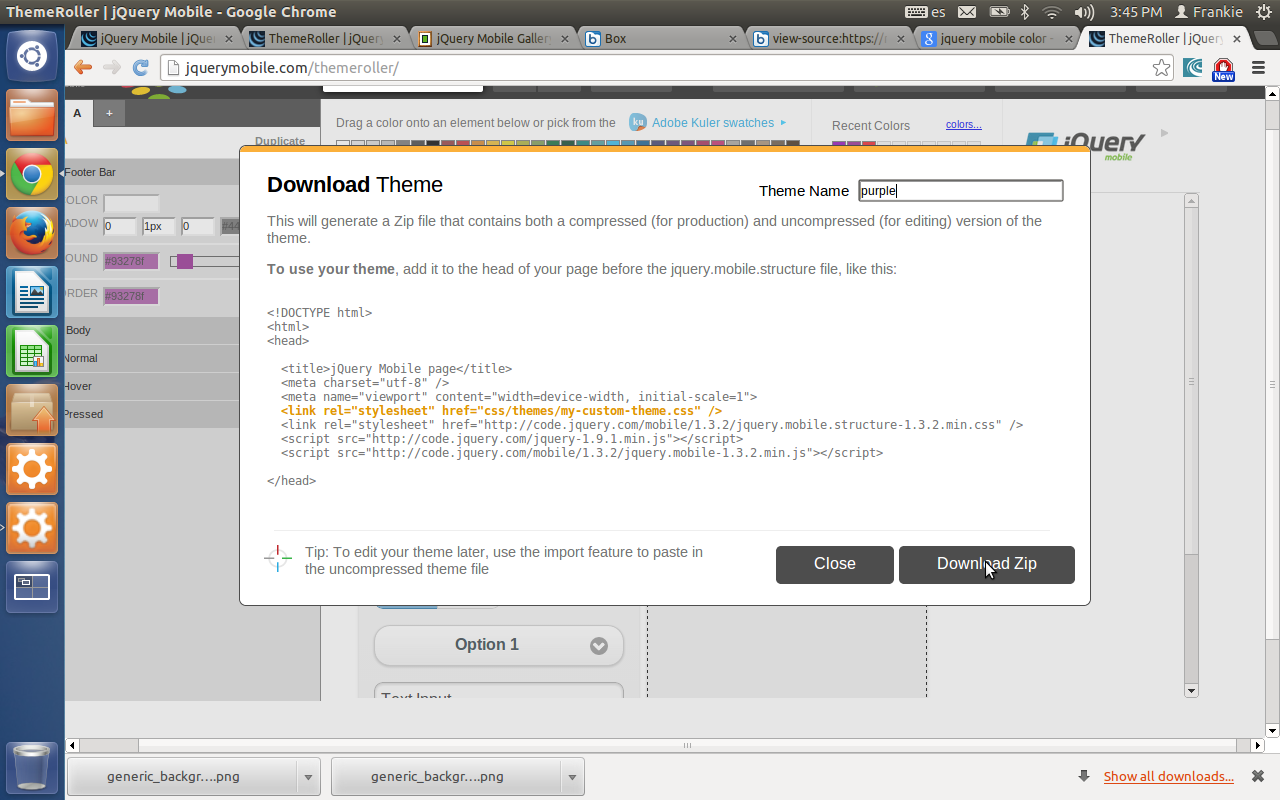 ThemeRoller | jQuery Mobile - Google Chrome
es
3:45 PM
Frankie
jQuery Mobile | jQue
ThemeRoller | jQuery
jQuery Mobile Gallery
Box
view-source:https://
jquery mobile color -
ThemeRoller | jQuery
jquerymobile.com/themeroller/
New
A
+
Drag a color onto an element below or pick from the
ku
Adobe Kuler swatches
Recent Colors
colors...
jQuery
mobile
Duplicate
Footer Bar
COLOR
ADOW
0
1px
0
#44
OUND
#93278f
ORDER
#93278f
Body
Normal
Hover
Pressed
Download Theme
Theme Name
purple
This will generate a Zip file that contains both a compressed (for production) and uncompressed (for editing) version of the
theme.
To use your theme, add it to the head of your page before the jquery.mobile.structure file, like this:
<!DOCTYPE html>
<html>
<head>
<title>jQuery Mobile page</title>
<meta charset="utf-8" />
<meta name="viewport" content="width=device-width, initial-scale=1">
<link rel="stylesheet" href="css/themes/my-custom-theme.css" />
<link rel="stylesheet" href="http://code.jquery.com/mobile/1.3.2/jquery.mobile.structure-1.3.2.min.css" />
<script src="http://code.jquery.com/jquery-1.9.1.min.js"></script>
<script src="http://code.jquery.com/mobile/1.3.2/jquery.mobile-1.3.2.min.js"></script>
</head>
Tip: To edit your theme later, use the import feature to paste in
the uncompressed theme file
Close
Download Zip
Option 1
Text Input
generic_backgr....png
generic_backgr....png
Show all downloads...